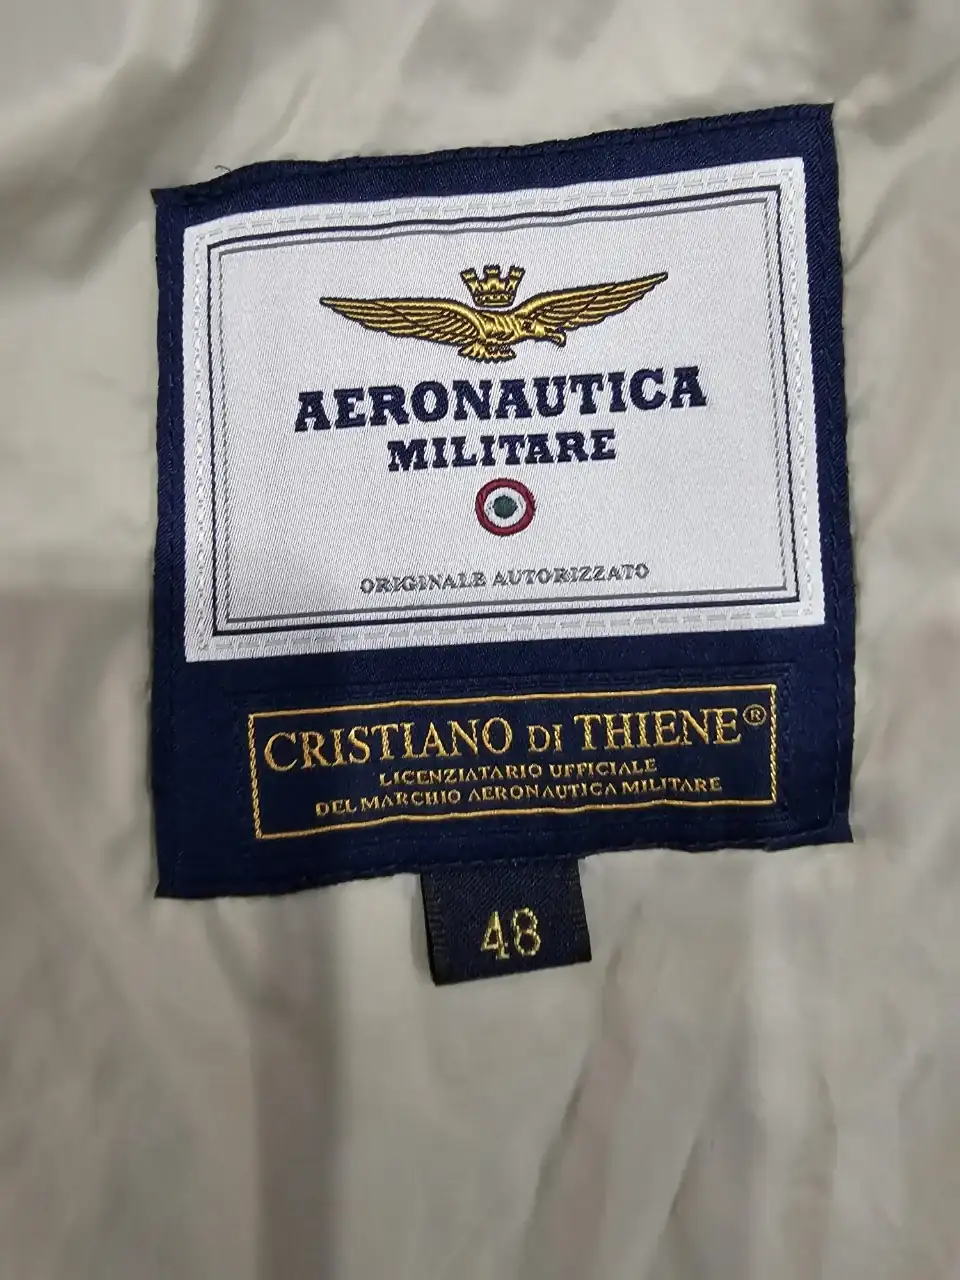 AERONAUTICA
MILITARE
ORIGINALE AUTORIZZATO
CRISTIANO DI THIENE®
LICENZIATARIO UFFICIALE
DEL MARCHIO AERONAUTICA MILITARE
48